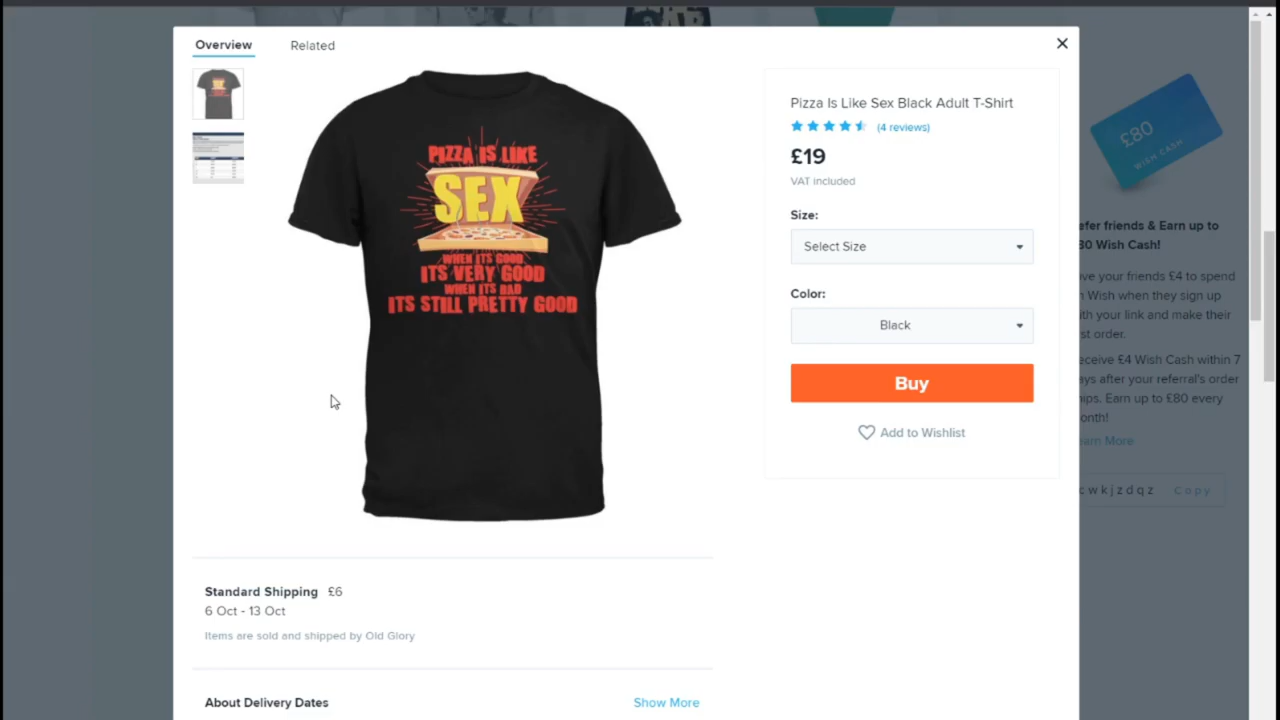 Overview
Related
PIZZA IS LIKE
SEX
WHEN ITS GOOD
ITS VERY GOOD
WHEN ITS BAD
ITS STILL PRETTY GOOD
Standard Shipping £6
6 Oct - 13 Oct
Items are sold and shipped by Old Glory
About Delivery Dates
Show More
Pizza Is Like Sex Black Adult T-Shirt
(4 reviews)
£19
VAT included
Size:
Select Size
Color:
Black
Buy
Add to Wishlist
£80
WISH CASH
efer friends & Earn up to
80 Wish Cash!
ve your friends £4 to spend
n Wish when they sign up
ith your link and make their
st order.
eceive £4 Wish Cash within 7
ays after your referral's order
hips. Earn up to £80 every
onth!
earn More
cwkjzdqz
Copy